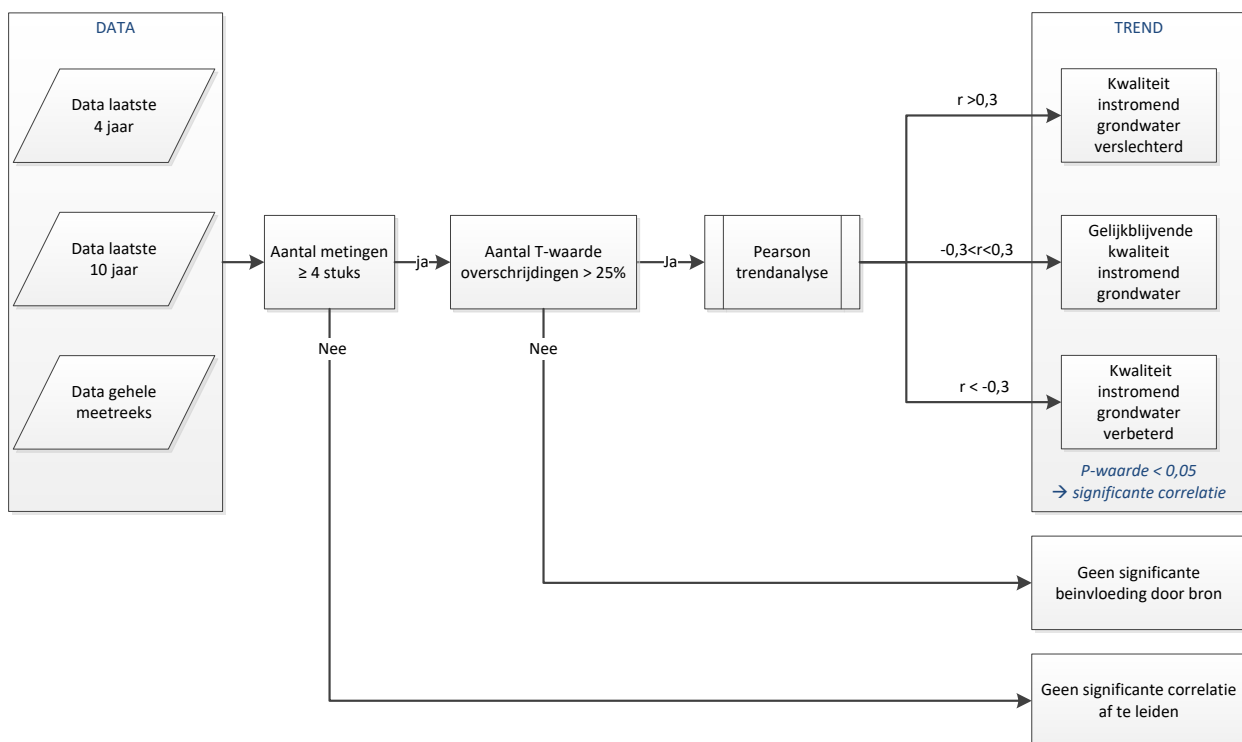 DATA
Data laatste
4 jaar
Data laatste
10 jaar
Data gehele
meetreeks
Aantal metingen
≥ 4 stuks
ja
Nee
Aantal T-waarde
overschrijdingen > 25%
Ja
Nee
Pearson
trendanalyse
r >0,3
-0,3<r<0,3
r < -0,3
TREND
Kwaliteit
instromend
grondwater
verslechterd
Gelijkblijvende
kwaliteit
instromend
grondwater
Kwaliteit
instromend
grondwater
verbeterd
P-waarde < 0,05
→ significante correlatie
Geen significante
beinvloeding door bron
Geen significante correlatie
af te leiden